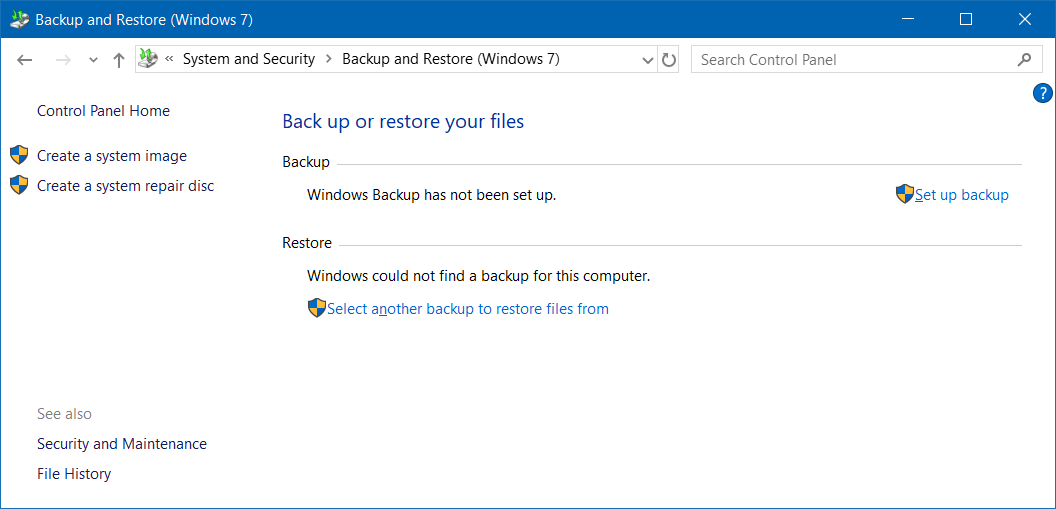 Backup and Restore (Windows 7)
« System and Security > Backup and Restore (Windows 7)
Search Control Panel
?
Control Panel Home
Create a system image
Create a system repair disc
Back up or restore your files
Backup
Windows Backup has not been set up.
Set up backup
Restore
Windows could not find a backup for this computer.
Select another backup to restore files from
See also
Security and Maintenance
File History